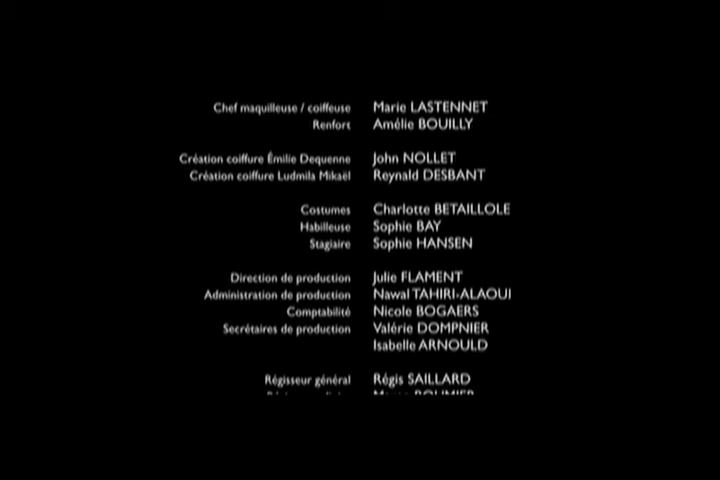 Chef maquilleuse / coiffeuse Marie LASTENNET
Renfort Amélie BOUILLY
Création coiffure Émilie Dequenne John NOLLET
Création coiffure Ludmila Mikaël Reynald DESBANT
Costumes Charlotte BETAILLOLE
Habilleuse Sophie BAY
Stagiaire Sophie HANSEN
Direction de production Julie FLAMENT
Administration de production Nawal TAHIRI-ALAOUI
Comptabilité Nicole BOGAERS
Secrétaires de production Valérie DOMPNIER
Isabelle ARNOULD
Régisseur général Régis SAILLARD